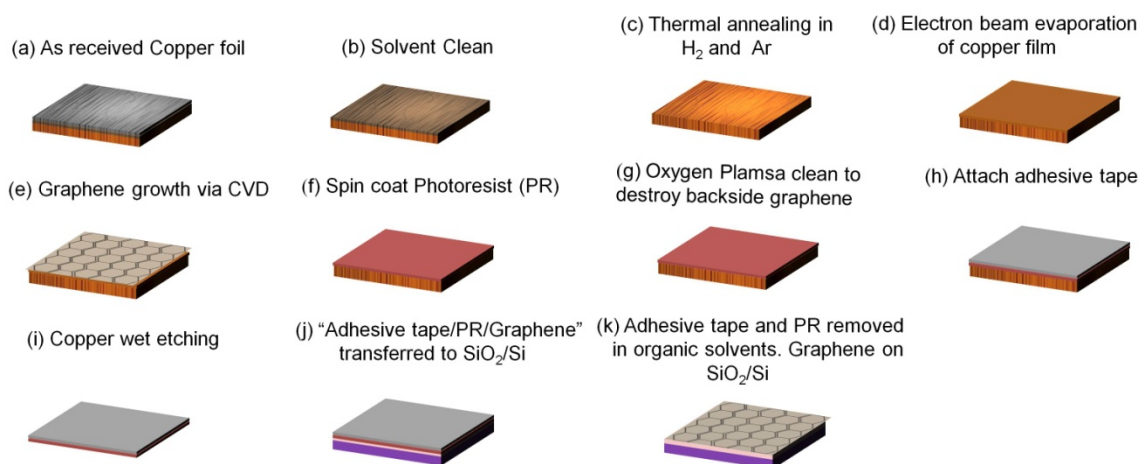 (a) As received Copper foil
(b) Solvent Clean
(c) Thermal annealing in
H₂ and Ar
(d) Electron beam evaporation
of copper film
(e) Graphene growth via CVD
(f) Spin coat Photoresist (PR)
(g) Oxygen Plamsa clean to
destroy backside graphene
(h) Attach adhesive tape
(i) Copper wet etching
(j) “Adhesive tape/PR/Graphene”
transferred to SiO₂/Si
(k) Adhesive tape and PR removed
in organic solvents. Graphene on
SiO₂/Si